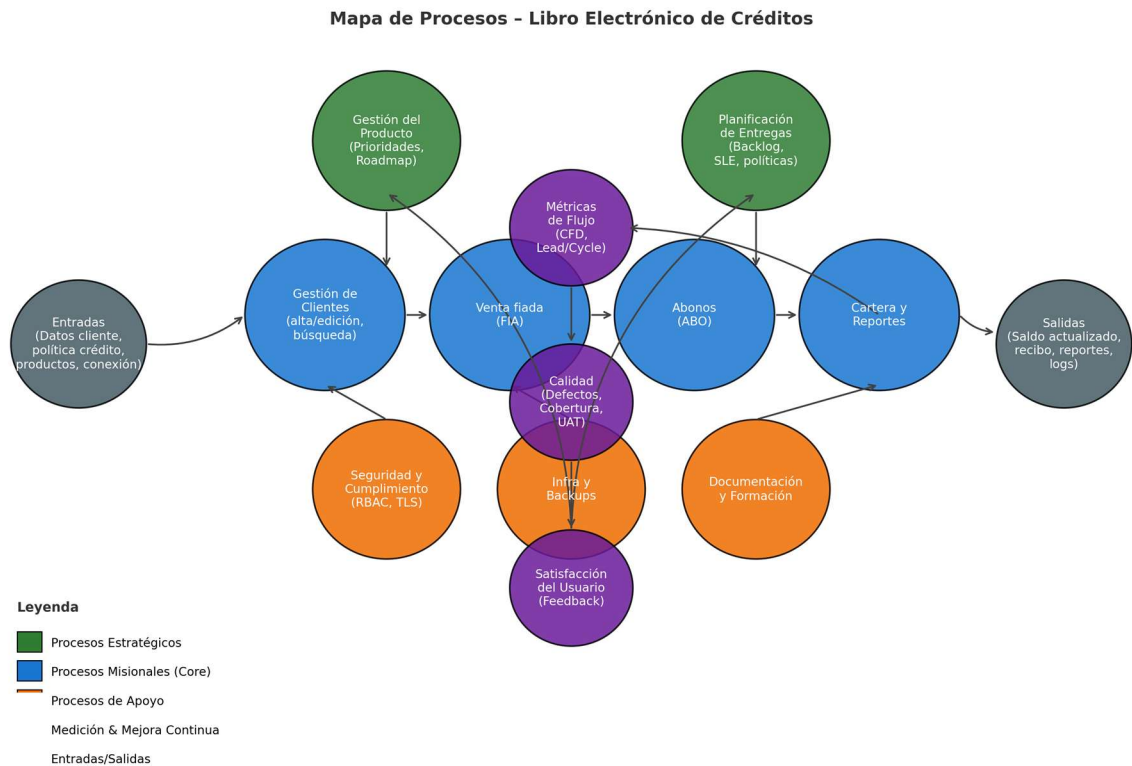 Mapa de Procesos – Libro Electrónico de Créditos
Gestión del
Producto
(Prioridades,
Roadmap)
Planificación
de Entregas
(Backlog,
SLE, políticas)
Métricas
de Flujo
(CFD,
Lead/Cycle)
Entradas
(Datos cliente,
política crédito,
productos, conexión)
Gestión de
Clientes
(alta/edición,
búsqueda)
Venta fiada
(FIA)
Abonos
(ABO)
Cartera y
Reportes
Salidas
(Saldo actualizado,
recibo, reportes,
logs)
Calidad
(Defectos,
Cobertura,
UAT)
Seguridad y
Cumplimiento
(RBAC, TLS)
Infra y
Backups
Documentación
y Formación
Satisfacción
del Usuario
(Feedback)
Leyenda
Procesos Estratégicos
Procesos Misionales (Core)
Procesos de Apoyo
Medición & Mejora Continua
Entradas/Salidas